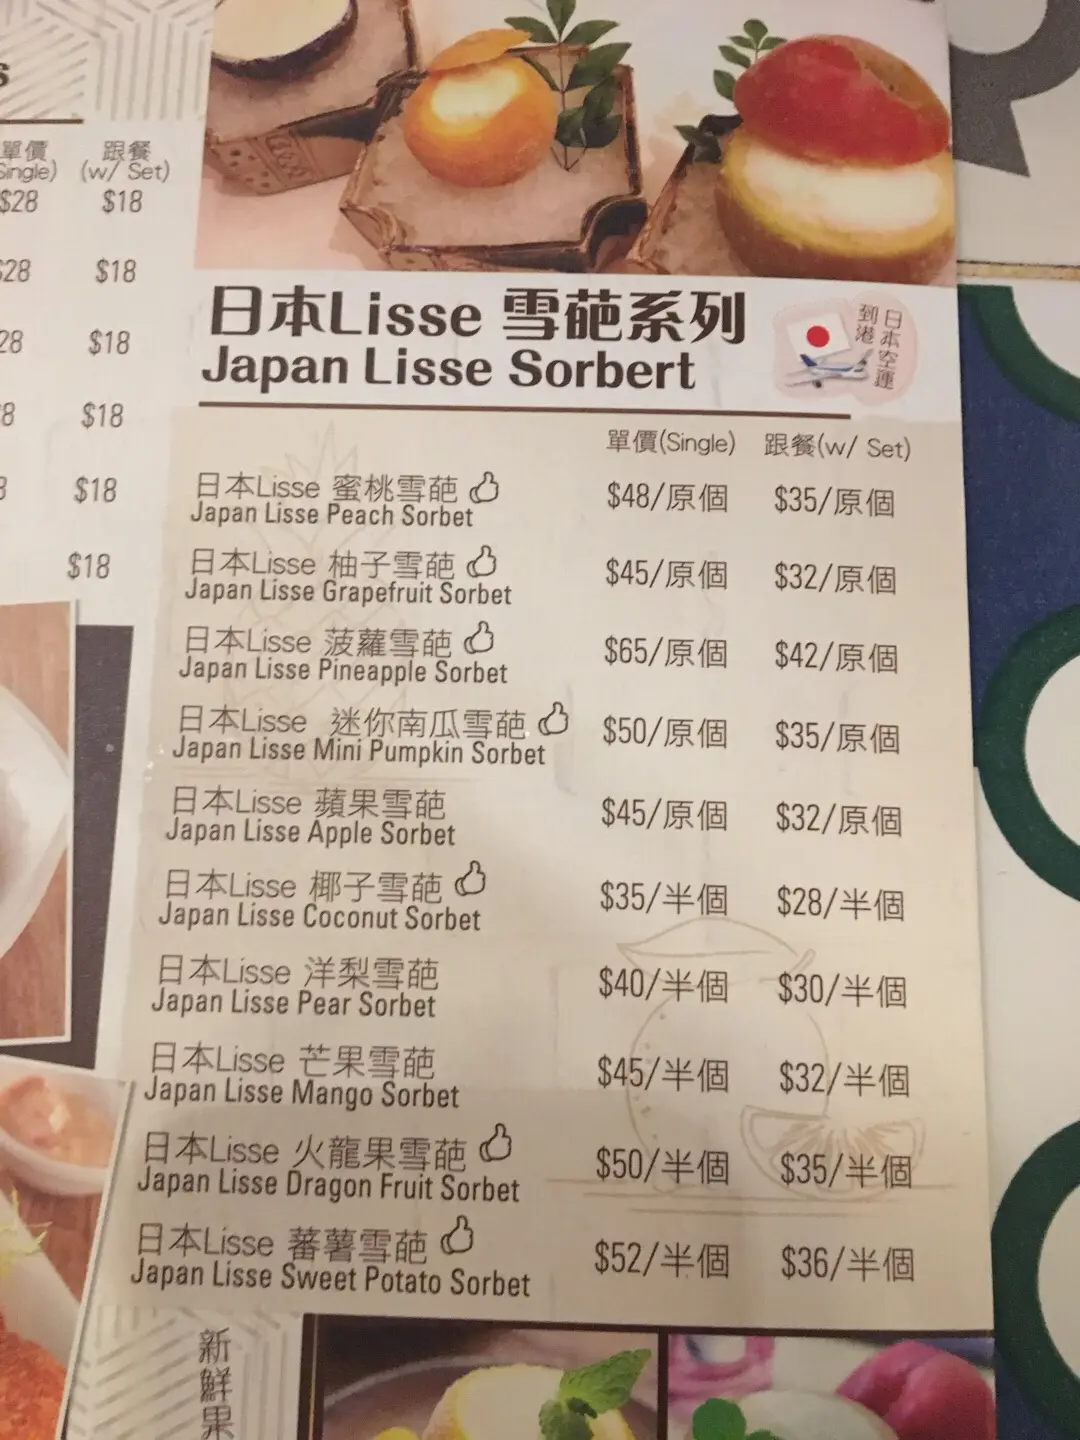 單價 跟餐
(Single) (w/ Set)
$28 $18
$28 $18
28 $18
8 $18
$18
$18
日本Lisse 雪葩系列
Japan Lisse Sorbert
日本空運
到港
單價(Single) 跟餐(w/ Set)
日本Lisse 蜜桃雪葩 $48/原個 $35/原個
Japan Lisse Peach Sorbet
日本Lisse 柚子雪葩 $45/原個 $32/原個
Japan Lisse Grapefruit Sorbet
日本Lisse 菠蘿雪葩 $65/原個 $42/原個
Japan Lisse Pineapple Sorbet
日本Lisse 迷你南瓜雪葩 $50/原個 $35/原個
Japan Lisse Mini Pumpkin Sorbet
日本Lisse 蘋果雪葩 $45/原個 $32/原個
Japan Lisse Apple Sorbet
日本Lisse 椰子雪葩 $35/半個 $28/半個
Japan Lisse Coconut Sorbet
日本Lisse 洋梨雪葩 $40/半個 $30/半個
Japan Lisse Pear Sorbet
日本Lisse 芒果雪葩 $45/半個 $32/半個
Japan Lisse Mango Sorbet
日本Lisse 火龍果雪葩 $50/半個 $35/半個
Japan Lisse Dragon Fruit Sorbet
日本Lisse 蕃薯雪葩 $52/半個 $36/半個
Japan Lisse Sweet Potato Sorbet
新鮮果